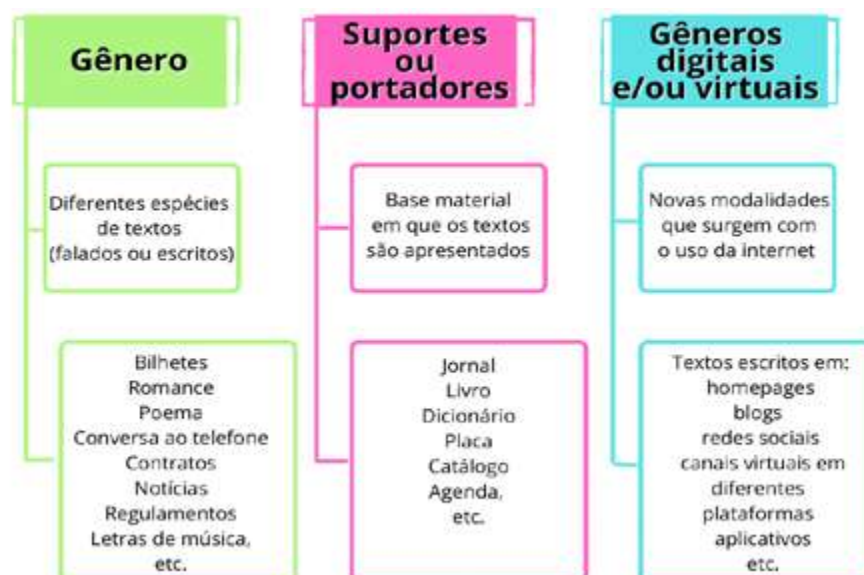 Gênero
Diferentes espécies
de textos
(falados ou escritos)
Bilhetes
Romance
Poema
Conversa ao telefone
Contratos
Notícias
Regulamentos
Letras de música,
etc.
Suportes
ou
portadores
Base material
em que os textos
são apresentados
Jornal
Livro
Dicionário
Placa
Catálogo
Agenda,
etc.
Gêneros
digitais
e/ou virtuais
Novas modalidades
que surgem com
o uso da internet
Textos escritos em:
homepages
blogs
redes sociais
canais virtuais em
diferentes
plataformas
aplicativos
etc.